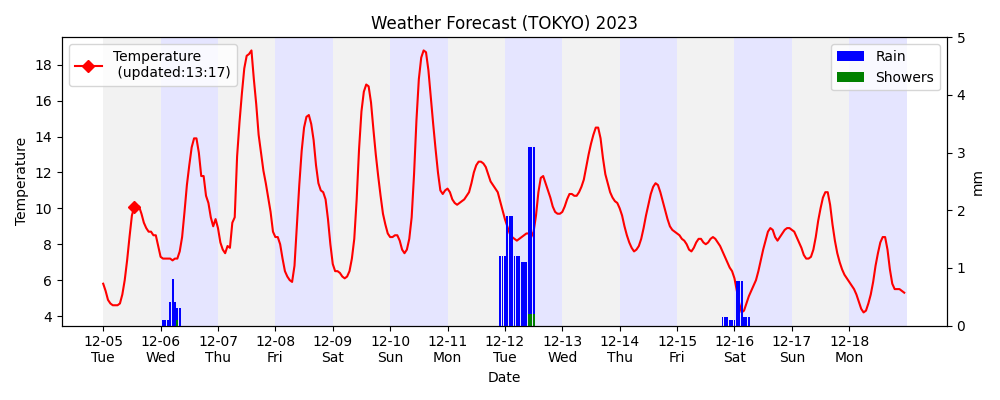 Weather Forecast (TOKYO) 2023
Temperature
(updated:13:17)
Rain
Showers
Temperature
18
16
14
12
10
8
6
4
5
4
3
2
1
0
mm
12-05 12-06 12-07 12-08 12-09 12-10 12-11 12-12 12-13 12-14 12-15 12-16 12-17 12-18
Tue Wed Thu Fri Sat Sun Mon Tue Wed Thu Fri Sat Sun Mon
Date